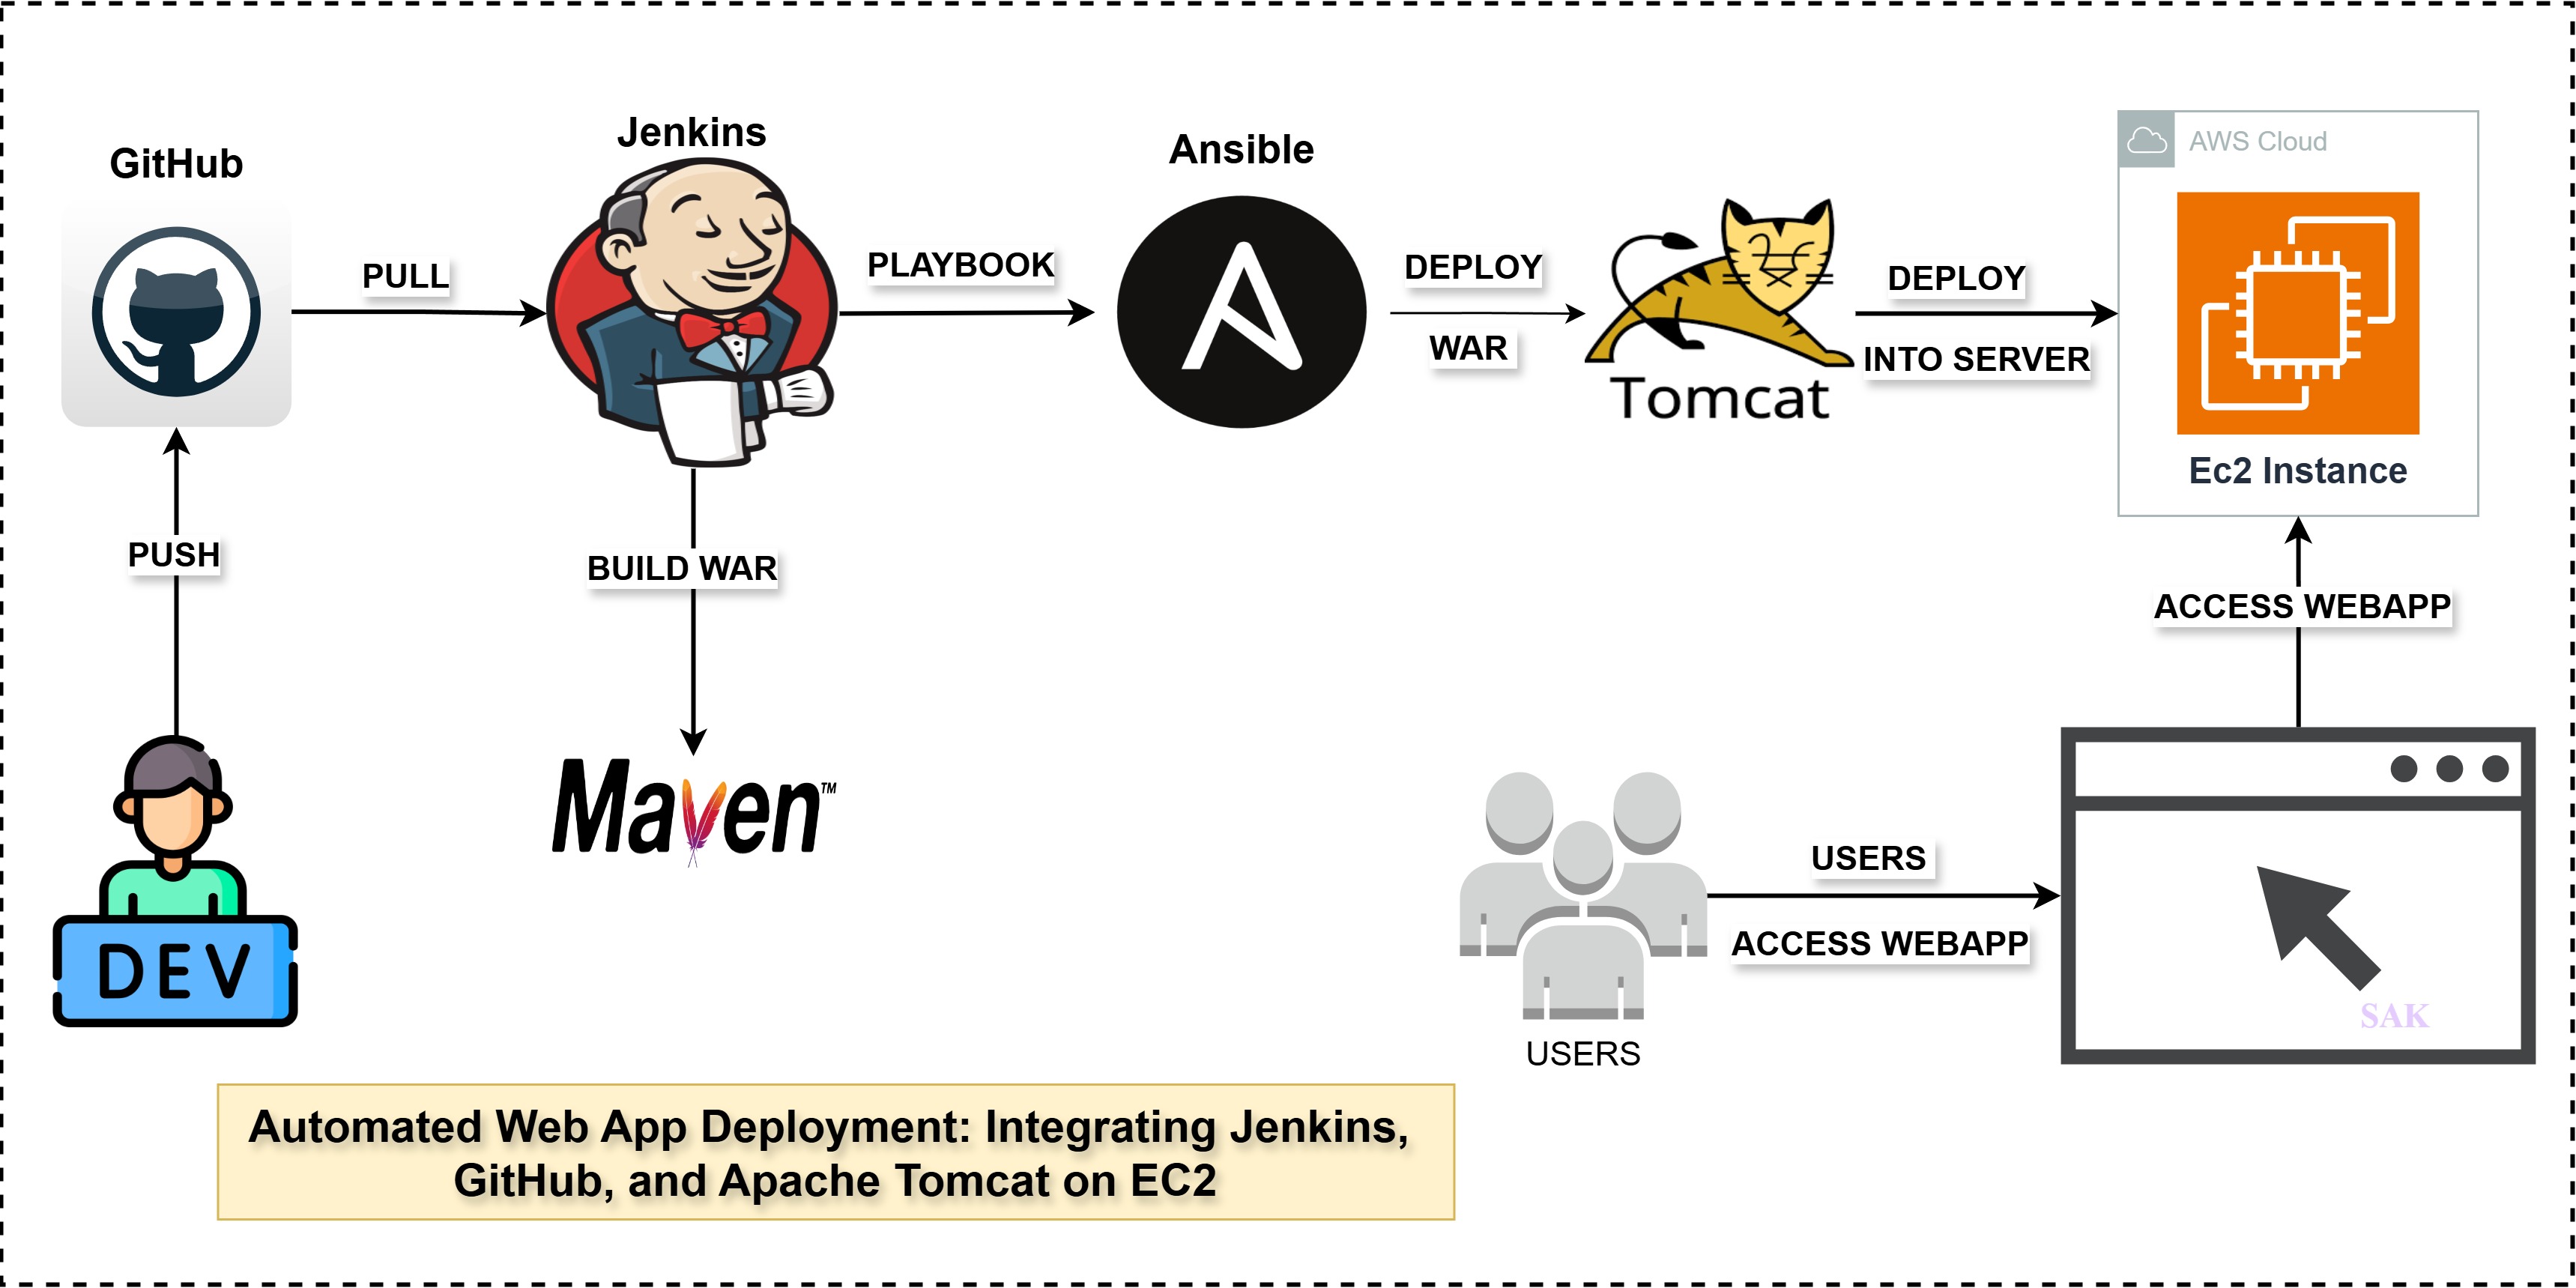 GitHub
Jenkins
Ansible
AWS Cloud
PULL
PLAYBOOK
DEPLOY
WAR
Tomcat
DEPLOY
INTO SERVER
Ec2 Instance
PUSH
BUILD WAR
ACCESS WEBAPP
Maven™
DEV
USERS
ACCESS WEBAPP
USERS
SAK
Automated Web App Deployment: Integrating Jenkins,
GitHub, and Apache Tomcat on EC2